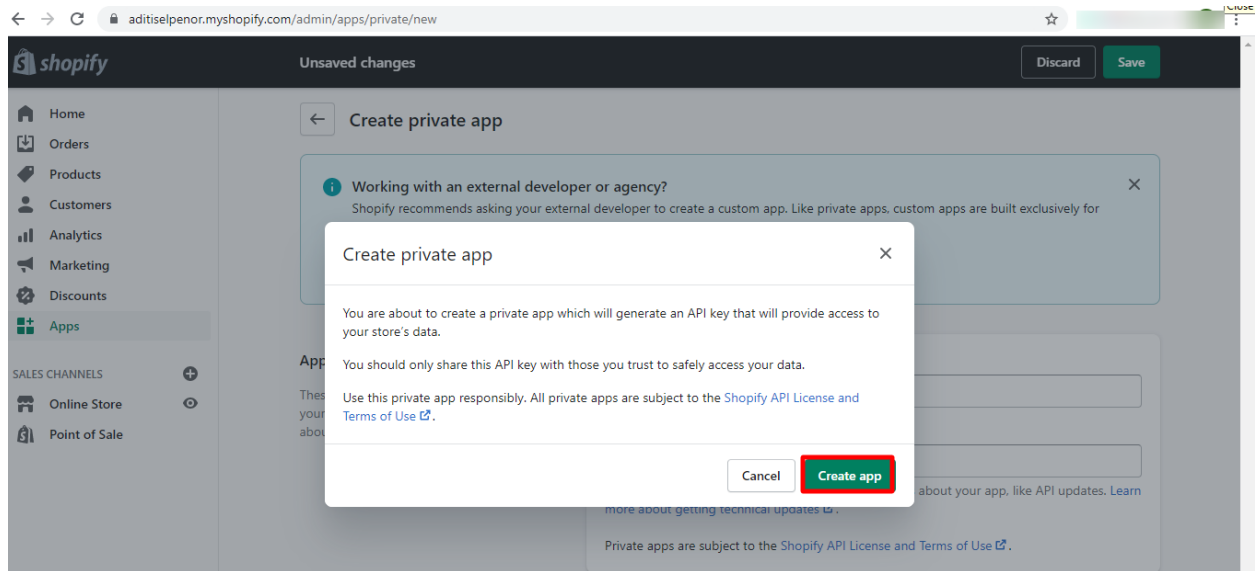 Close
aditiselpenor.myshopify.com/admin/apps/private/new
shopify
Unsaved changes
Discard
Save
Home
Orders
Products
Customers
Analytics
Marketing
Discounts
Apps
SALES CHANNELS
Online Store
Point of Sale
Create private app
Working with an external developer or agency?
Shopify recommends asking your external developer to create a custom app. Like private apps, custom apps are built exclusively for
App
your
Create private app
You are about to create a private app which will generate an API key that will provide access to
your store's data.
You should only share this API key with those you trust to safely access your data.
Use this private app responsibly. All private apps are subject to the Shopify API License and
Terms of Use.
Cancel
Create app
about your app, like API updates. Learn
more about getting technical updates.
Private apps are subject to the Shopify API License and Terms of Use.